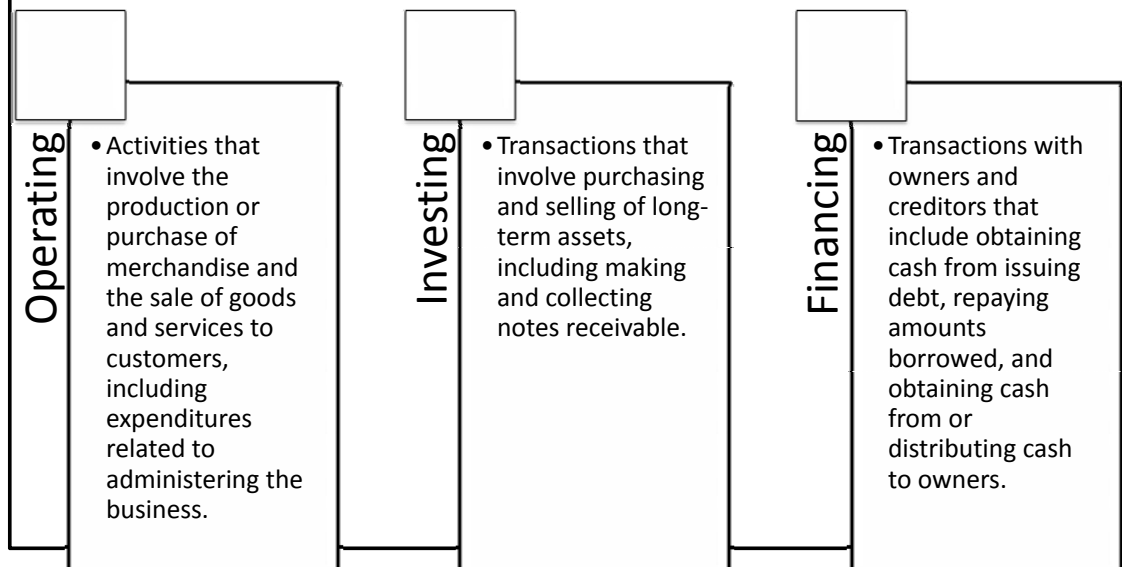 Operating
• Activities that
involve the
production or
purchase of
merchandise and
the sale of goods
and services to
customers,
including
expenditures
related to
administering the
business.
Investing
• Transactions that
involve purchasing
and selling of long-
term assets,
including making
and collecting
notes receivable.
Financing
• Transactions with
owners and
creditors that
include obtaining
cash from issuing
debt, repaying
amounts
borrowed, and
obtaining cash
from or
distributing cash
to owners.